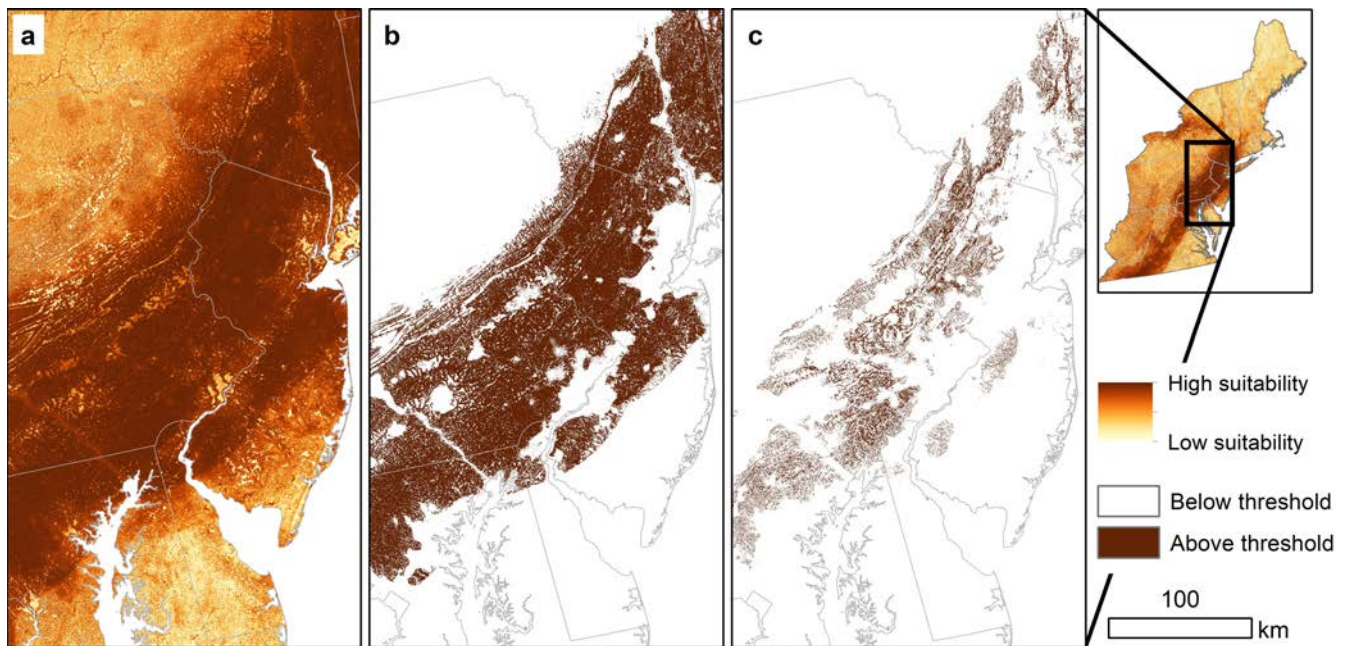 a
b
c
High suitability
Low suitability
Below threshold
Above threshold
100
km